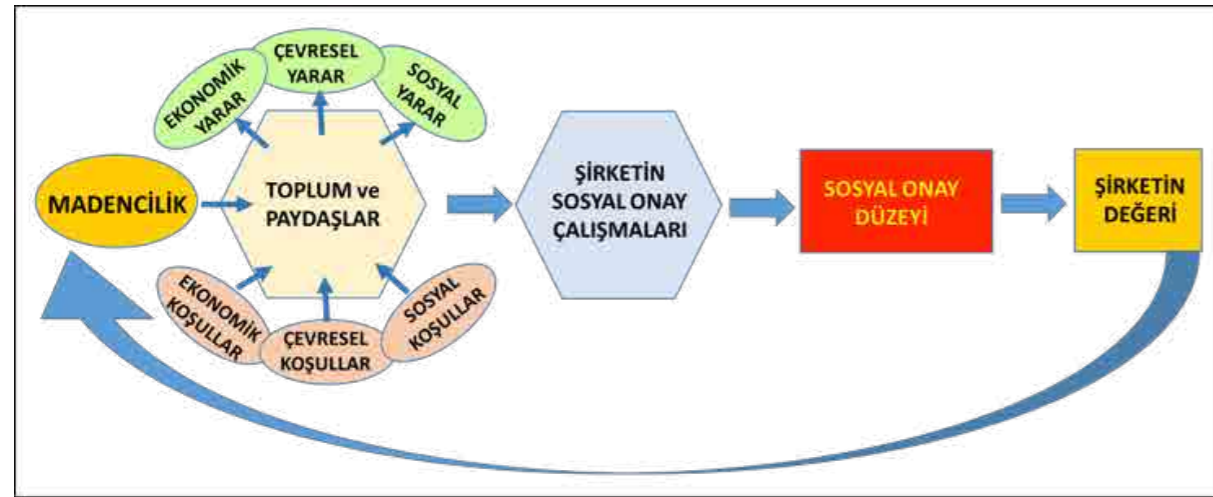 EKONOMİK
YARAR
ÇEVRESEL
YARAR
SOSYAL
YARAR
MADENCİLİK
TOPLUM ve
PAYDAŞLAR
EKONOMİK
KOŞULLAR
ÇEVRESEL
KOŞULLAR
SOSYAL
KOŞULLAR
ŞİRKETİN
SOSYAL ONAY
ÇALIŞMALARI
SOSYAL ONAY
DÜZEYİ
ŞİRKETİN
DEĞERİ